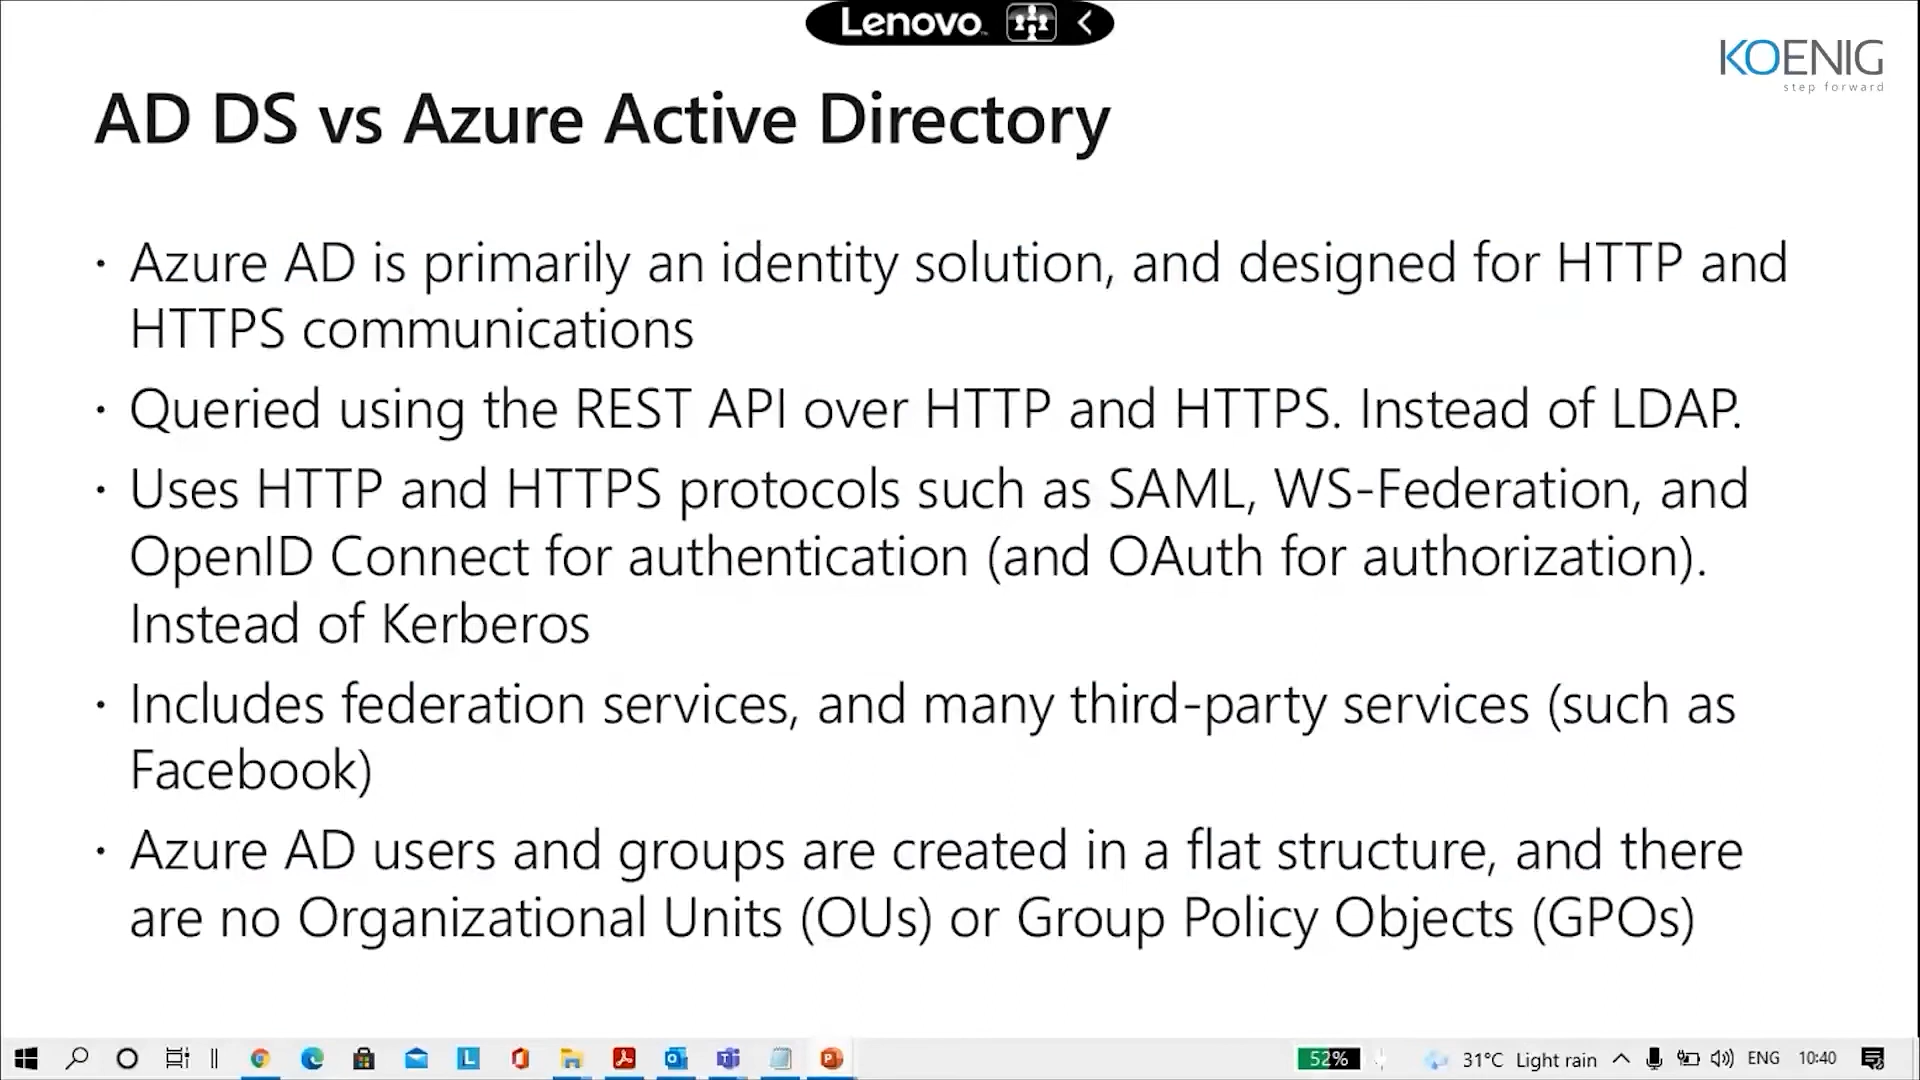 Lenovo
KOENIG
step forward
AD DS vs Azure Active Directory
· Azure AD is primarily an identity solution, and designed for HTTP and
HTTPS communications
· Queried using the REST API over HTTP and HTTPS. Instead of LDAP.
· Uses HTTP and HTTPS protocols such as SAML, WS-Federation, and
OpenID Connect for authentication (and OAuth for authorization).
Instead of Kerberos
· Includes federation services, and many third-party services (such as
Facebook)
· Azure AD users and groups are created in a flat structure, and there
are no Organizational Units (OUs) or Group Policy Objects (GPOs)
52% 31°C Light rain ENG 10:40